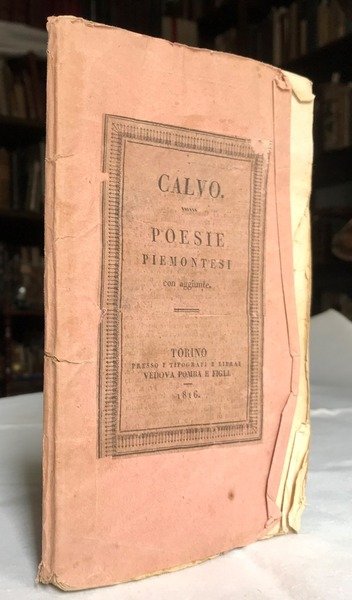 CALVO.
POESIE
PIEMONTESI
con aggiunte.
TORINO
PRESSO I TIPOGRAFI E LIBRAI
VEDOVA POMBA E FIGLI
1816.